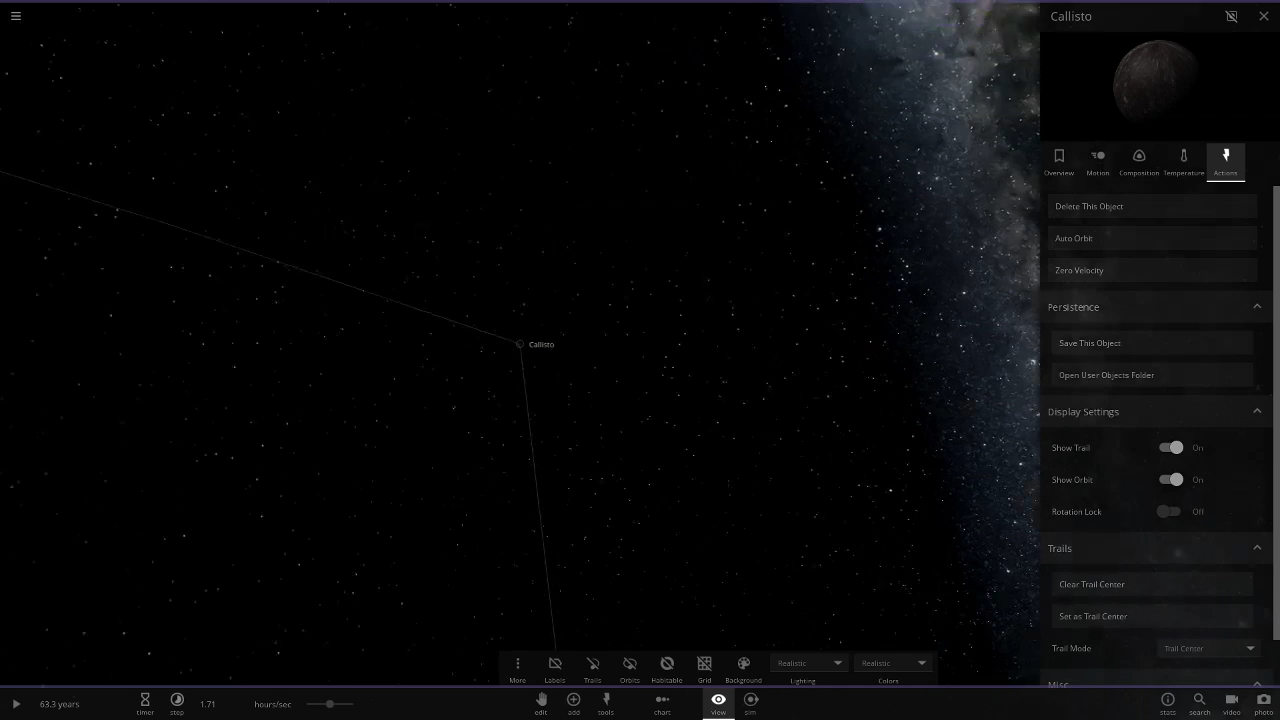 Callisto
Overview Motion Composition Temperature Actions
Delete This Object
Auto Orbit
Zero Velocity
Persistence
Save This Object
Open User Objects Folder
Display Settings
Show Trail On
Show Orbit On
Rotation Lock Off
Trails
Clear Trail Center
Set as Trail Center
Trail Mode Trail Center
Misc
Callisto
More Labels Trails Orbits Habitable Grid Background
Realistic Lighting
Realistic Colors
63.3 years
timer step 1.71 hours/sec
edit add tools chart view sim
stats search video photo